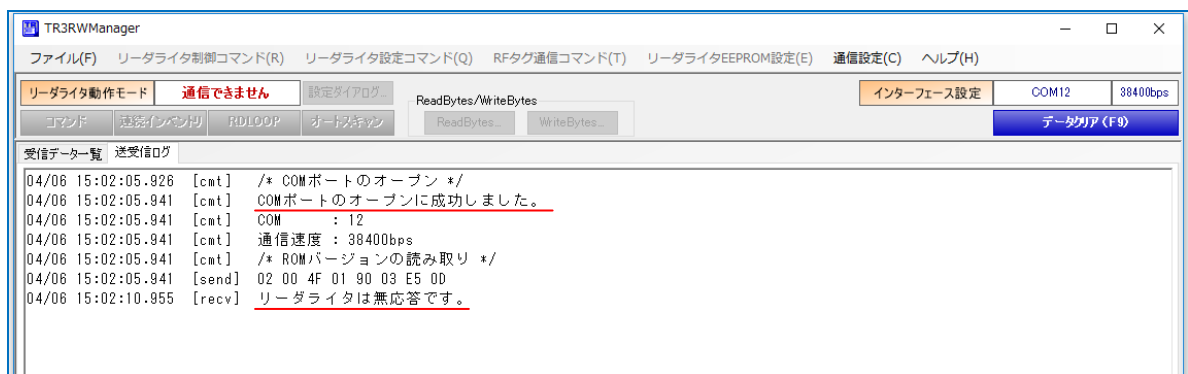 TR3RWManager
ファイル(F) リーダライタ制御コマンド(R) リーダライタ設定コマンド(Q) RFタグ通信コマンド(T) リーダライタEEPROM設定(E) 通信設定(C) ヘルプ(H)
リーダライタ動作モード 通信できません 設定ダイアログ... ReadBytes/WriteBytes インターフェース設定 COM12 38400bps
コマンド 連続インベントリ RDLOOP オートスキャン ReadBytes... WriteBytes... データクリア(F9)
受信データ一覧 送受信ログ
04/06 15:02:05.926 [cmt] /* COMポートのオープン */
04/06 15:02:05.941 [cmt] COMポートのオープンに成功しました。
04/06 15:02:05.941 [cmt] COM : 12
04/06 15:02:05.941 [cmt] 通信速度 : 38400bps
04/06 15:02:05.941 [cmt] /* ROMバージョンの読み取り */
04/06 15:02:05.941 [send] 02 00 4F 01 90 03 E5 0D
04/06 15:02:10.955 [recv] リーダライタは無応答です。